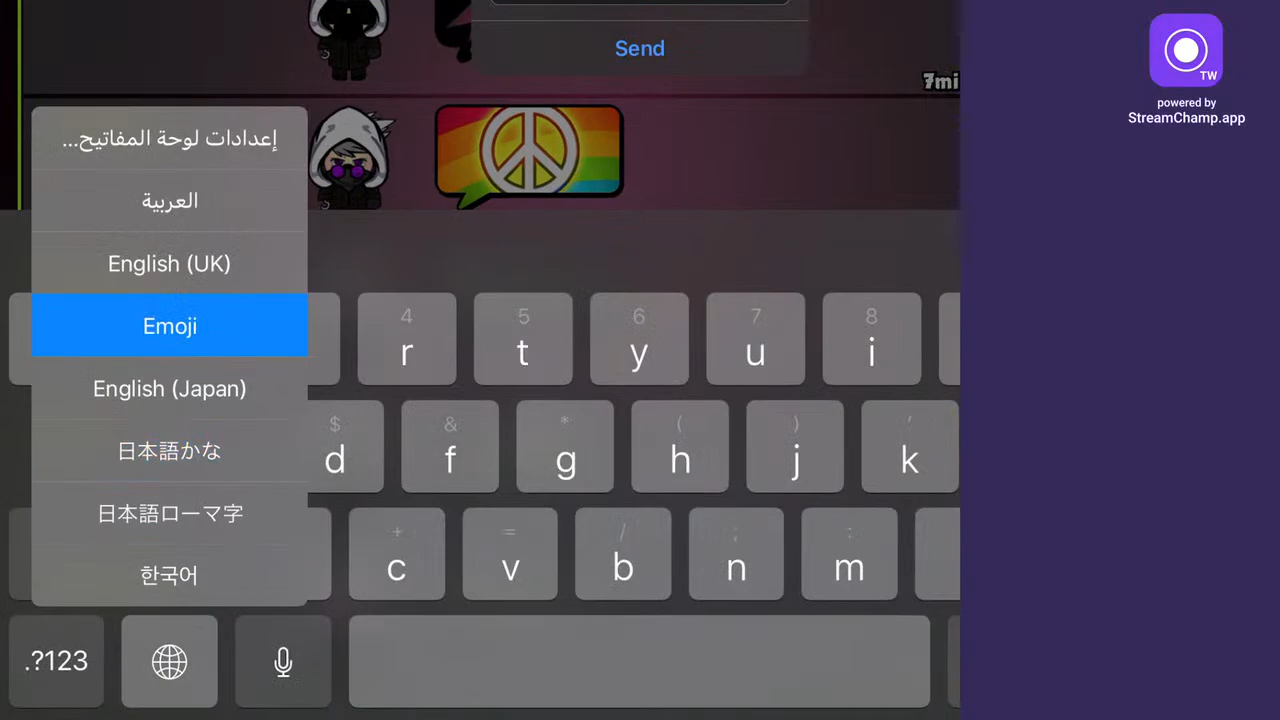 Send
7mi
TW
powered by
StreamChamp.app
إعدادات لوحة المفاتيح...
العربية
English (UK)
Emoji
English (Japan)
日本語かな
日本語ローマ字
한국어
4 5 6 7 8
r t y u i
$ & * ( ) '
d f g h j k
+ = / ; :
c v b n m
.?123